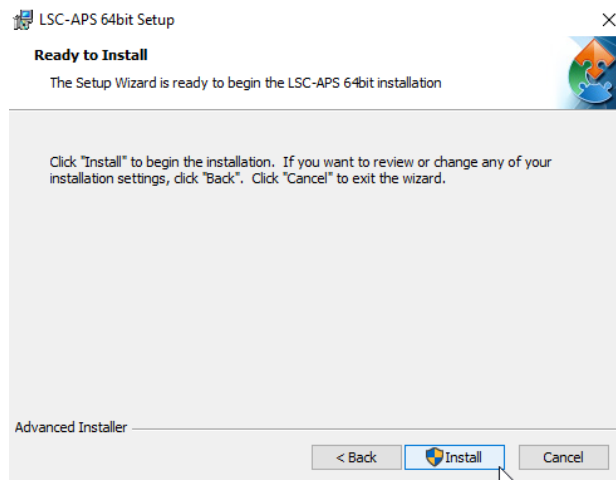 LSC-APS 64bit Setup
Ready to Install
The Setup Wizard is ready to begin the LSC-APS 64bit installation
Click "Install" to begin the installation.  If you want to review or change any of your
installation settings, click "Back".  Click "Cancel" to exit the wizard.
Advanced Installer
< Back
Install
Cancel